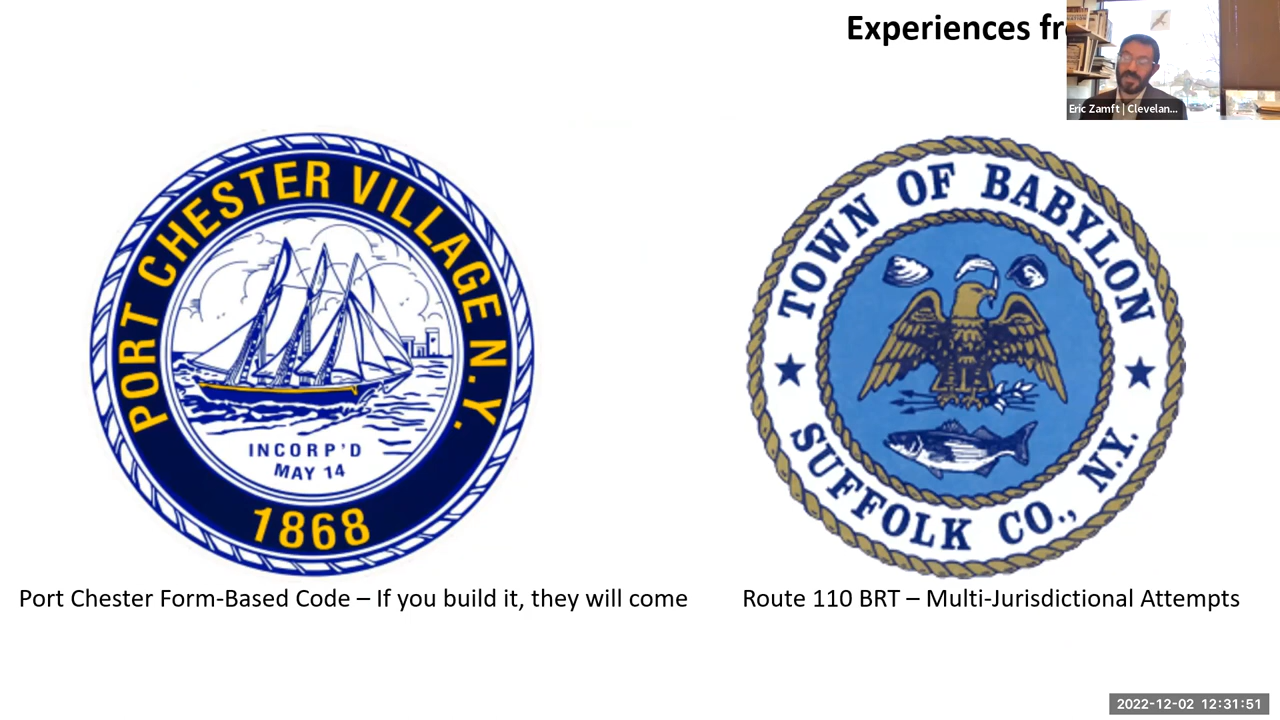 Experiences
Eric Zamft | Clevelan...
PORT CHESTER VILLAGE N.Y.
INCORP'D
MAY 14
1868
TOWN OF BABYLON
SUFFOLK CO., N.Y.
Port Chester Form-Based Code – If you build it, they will come
Route 110 BRT – Multi-Jurisdictional Attempts
2022-12-02 12:31:51